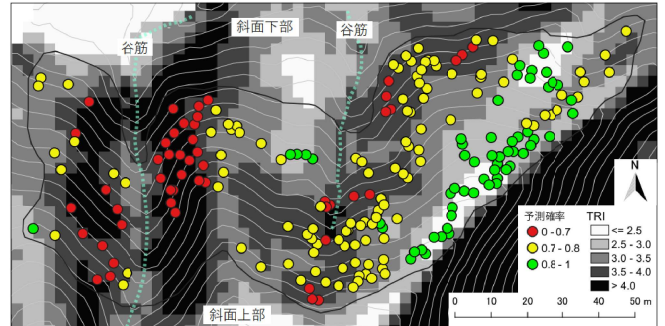 斜面下部
谷筋
谷筋
N
予測確率
0 - 0.7
0.7 - 0.8
0.8 - 1
TRI
<= 2.5
2.5 - 3.0
3.0 - 3.5
3.5 - 4.0
> 4.0
斜面上部
0 10 20 30 40 50 m